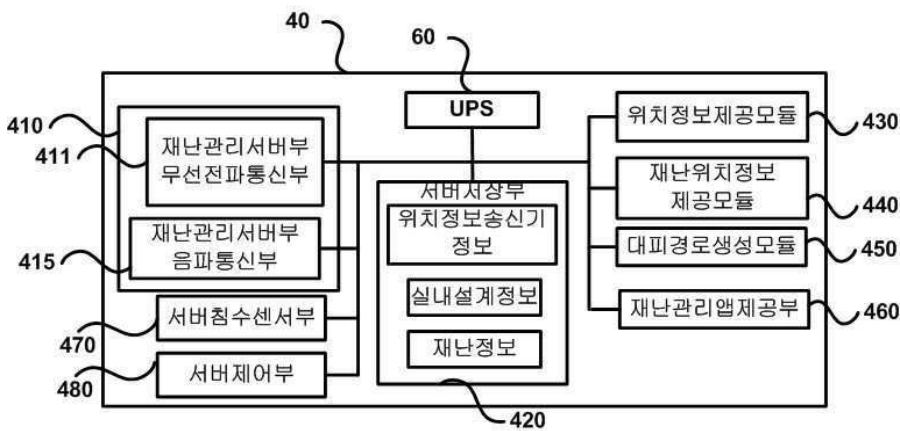 40
60
UPS
410
411
재난관리서버부
무선전파통신부
415
재난관리서버부
음파통신부
470
서버침수센서부
480
서버제어부
서버저장부
위치정보송신기
정보
실내설계정보
재난정보
420
위치정보제공모듈
430
재난위치정보
제공모듈
440
대피경로생성모듈
450
재난관리앱제공부
460